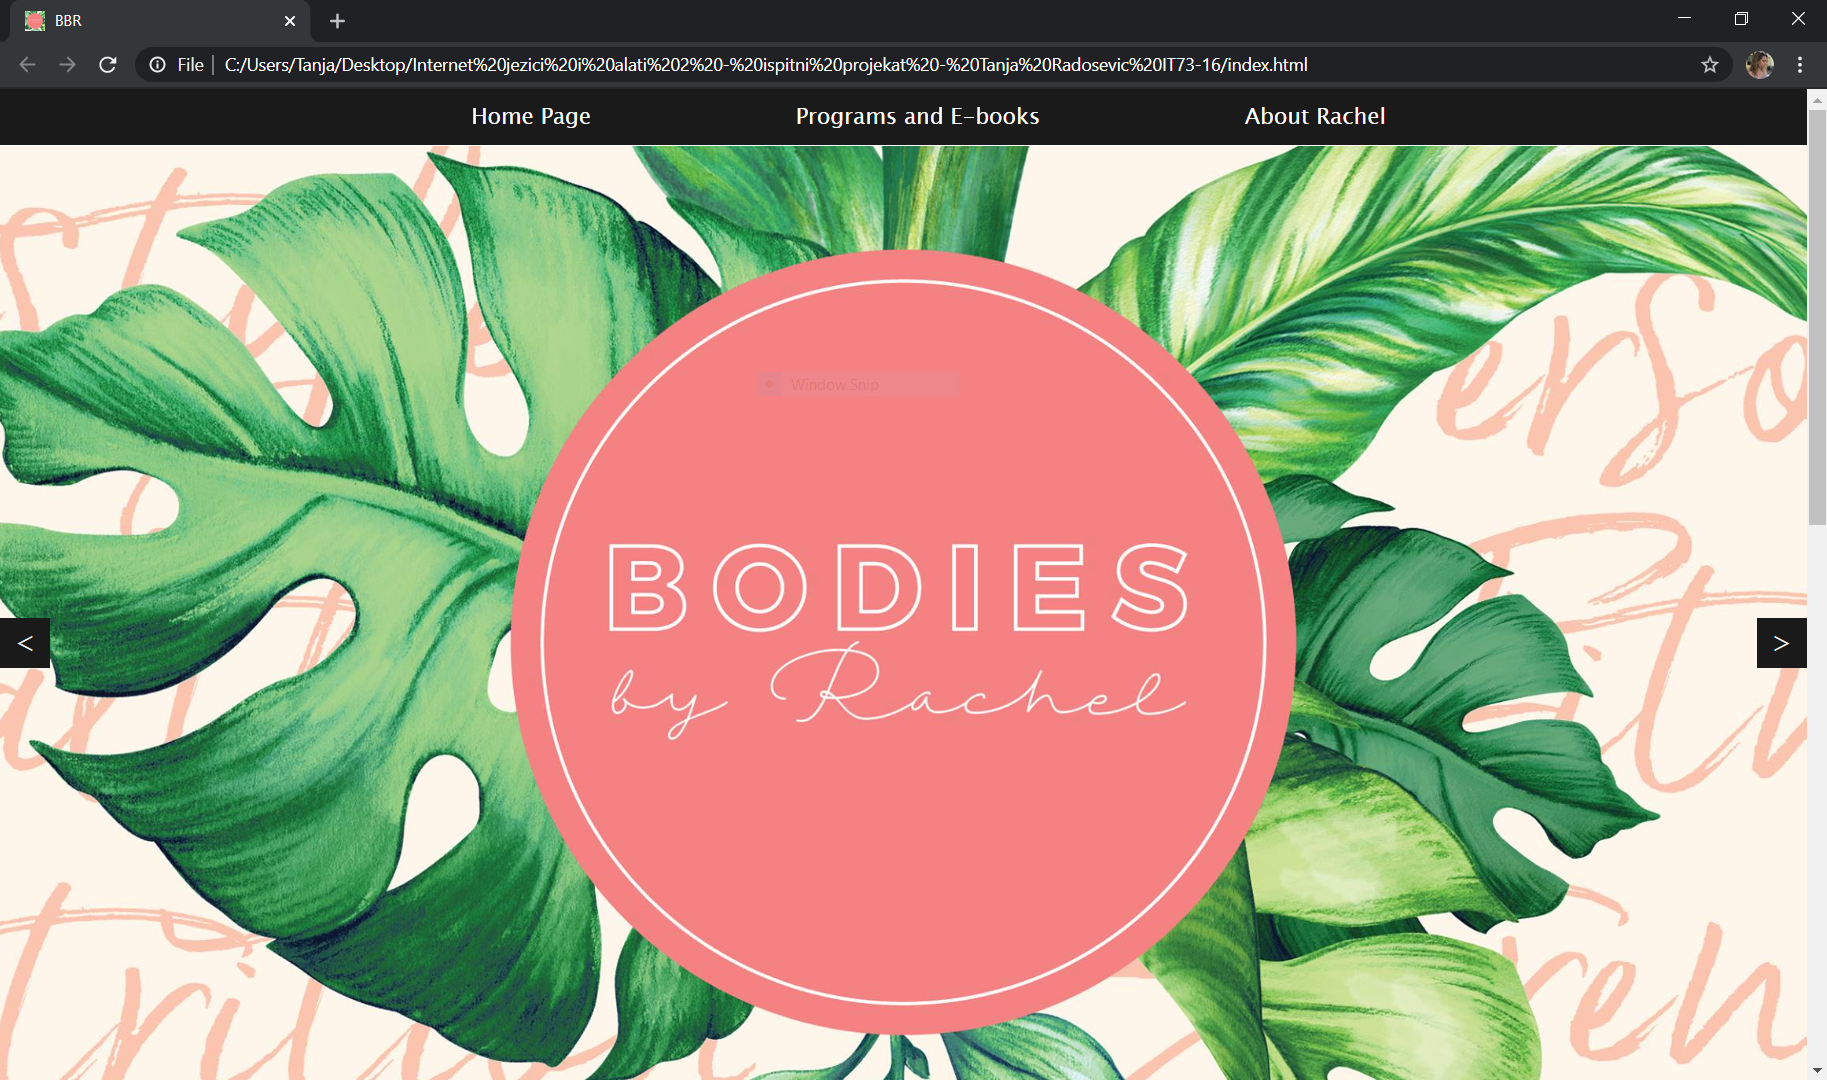 BBR
File
C:/Users/Tanja/Desktop/Internet%20jezici%20i%20alati%202%20-%20ispitni%20projekat%20-%20Tanja%20Radosevic%20IT73-16/index.html
Home Page Programs and E-books About Rachel
Window Snip
BODIES
by Rachel
< >